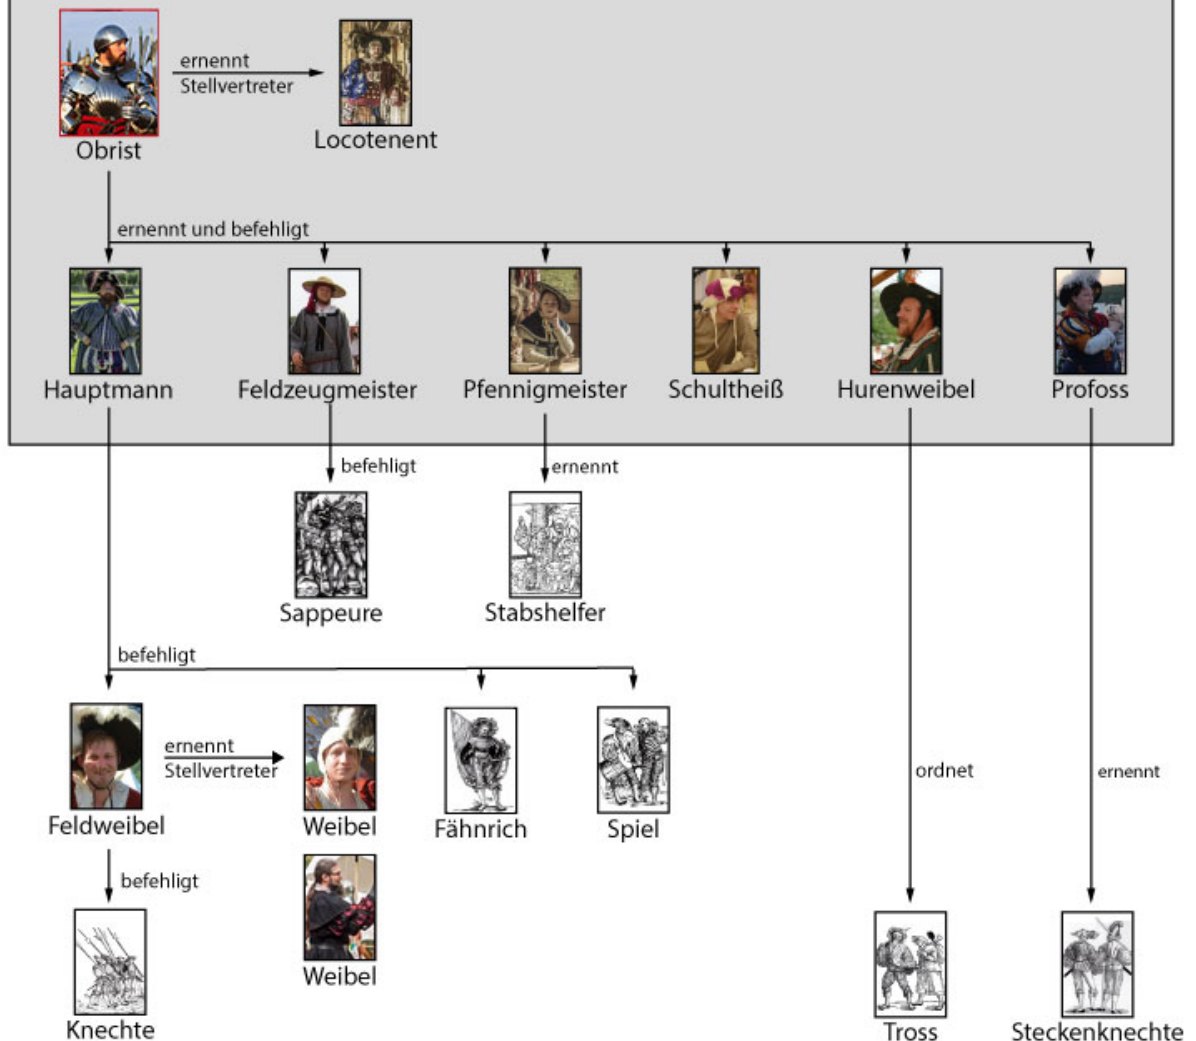 ernennt
Stellvertreter
Obrist
Locotenent
ernennt und befehligt
Hauptmann
Feldzeugmeister
Pfennigmeister
Schultheiß
Hurenweibel
Profoss
befehligt
ernennt
Sappeure
Stabshelfer
befehligt
ernennt
Stellvertreter
ordnet
ernennt
Feldweibel
Weibel
Fähnrich
Spiel
befehligt
Weibel
Knechte
Tross
Steckenknechte